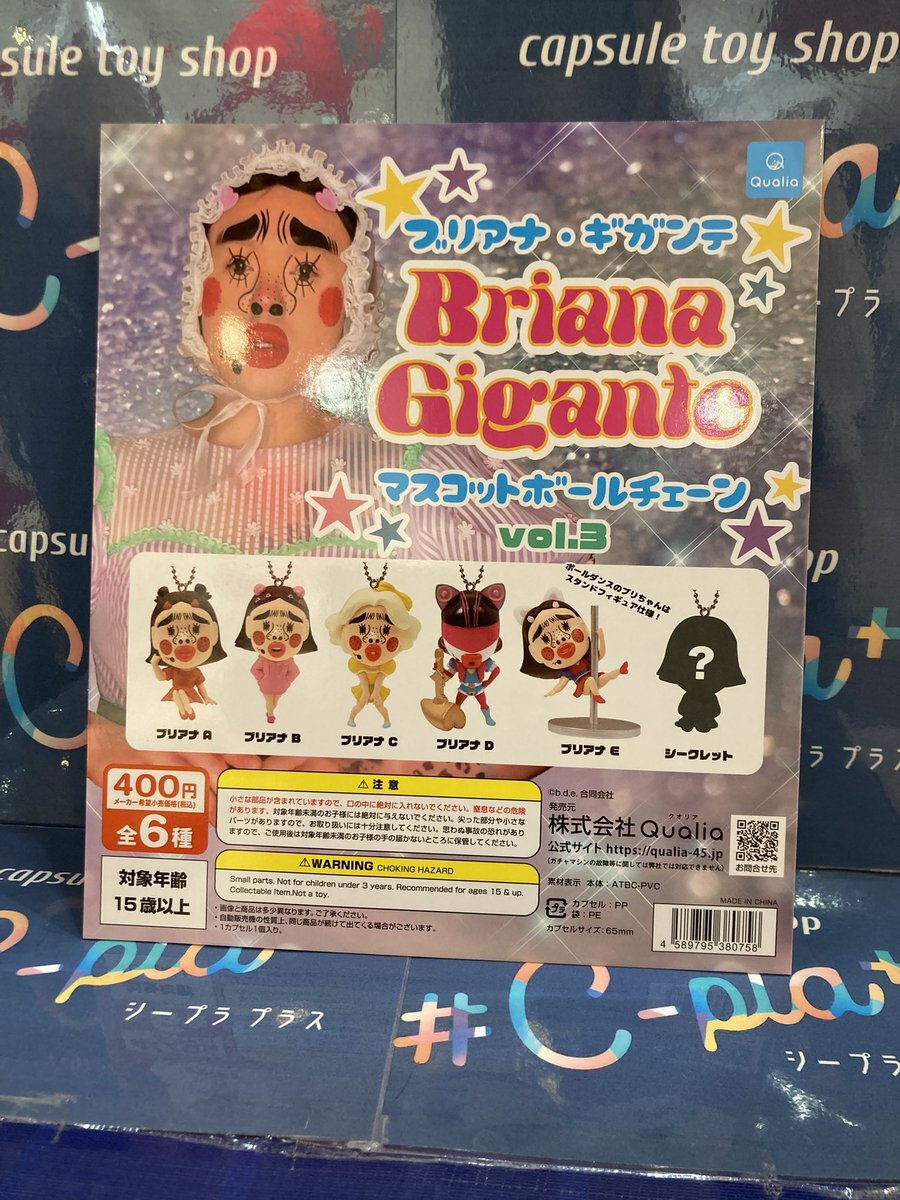 sule toy shop
capsule toy shop
Qualia
ブリアナ・ギガンテ
Briana
Gigante
マスコットボールチェーン
vol.3
ープラ
capsu
op
ポールダンスのブリちゃんは
スタンドフィギュア仕様！
?
ブリアナ A
ブリアナ B
ブリアナ C
ブリアナ D
ブリアナ E
シークレット
400円
メーカー希望小売価格(税込)
全6種
対象年齢
15歳以上
⚠注意
小さな部品が含まれていますので、口の中に絶対に入れないでください。窒息などの危険
があります。対象年齢未満のお子様には絶対に与えないでください。尖った部分や小さな
パーツがありますので、お取り扱いには十分注意してください。思わぬ事故の恐れがあり
ますので、ご使用後は対象年齢未満のお子様の手の届かないところに保管してください。
⚠WARNING CHOKING HAZARD
Small parts. Not for children under 3 years. Recommended for ages 15 & up.
Collectable Item.Not a toy.
・画像と商品は多少異なります。ご了承ください。
・自動販売機の性質上、同じ商品が続けて出てくる場合がございます。
・1カプセル1個入り。
©b.d.e. 合同会社
発売元
クオリア
株式会社Qualia
公式サイト https://qualia-45.jp
(ガチャマシンの故障等に関しては弊社では対応できません)
お問合せ先
素材表示 本体：ATBC-PVC
カプセル：PP
袋：PE
カプセルサイズ：65mm
MADE IN CHINA
4 589795 380758
C-plat
プラ プラス
capsu
op
C-pla
シープラ プラス
#C-pla+
シープラ